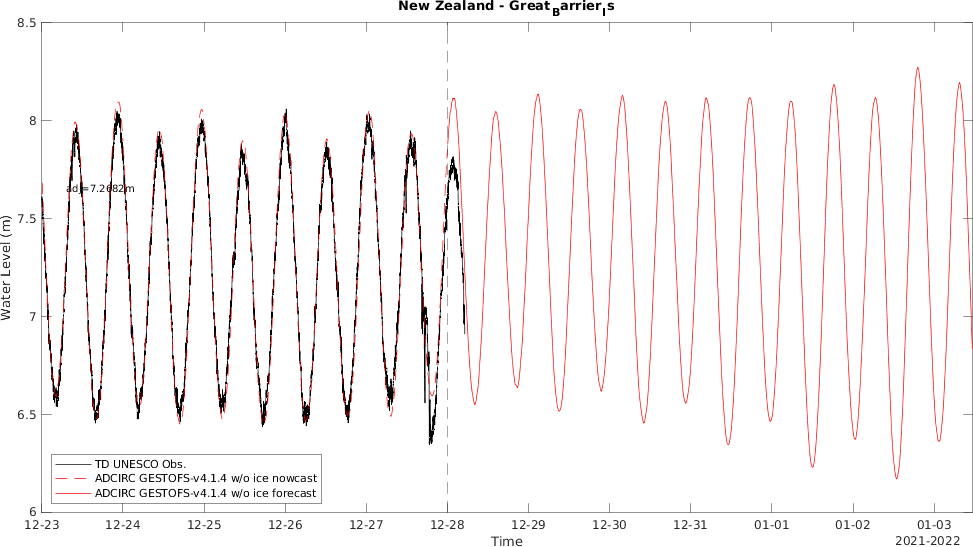 New Zealand - GreatBarrierIs
8.5
8
7.5
7
6.5
6
Water Level (m)
adj=7.2682m
TD UNESCO Obs.
ADCIRC GESTOFS-v4.1.4 w/o ice nowcast
ADCIRC GESTOFS-v4.1.4 w/o ice forecast
12-23 12-24 12-25 12-26 12-27 12-28 12-29 12-30 12-31 01-01 01-02 01-03
Time
2021-2022